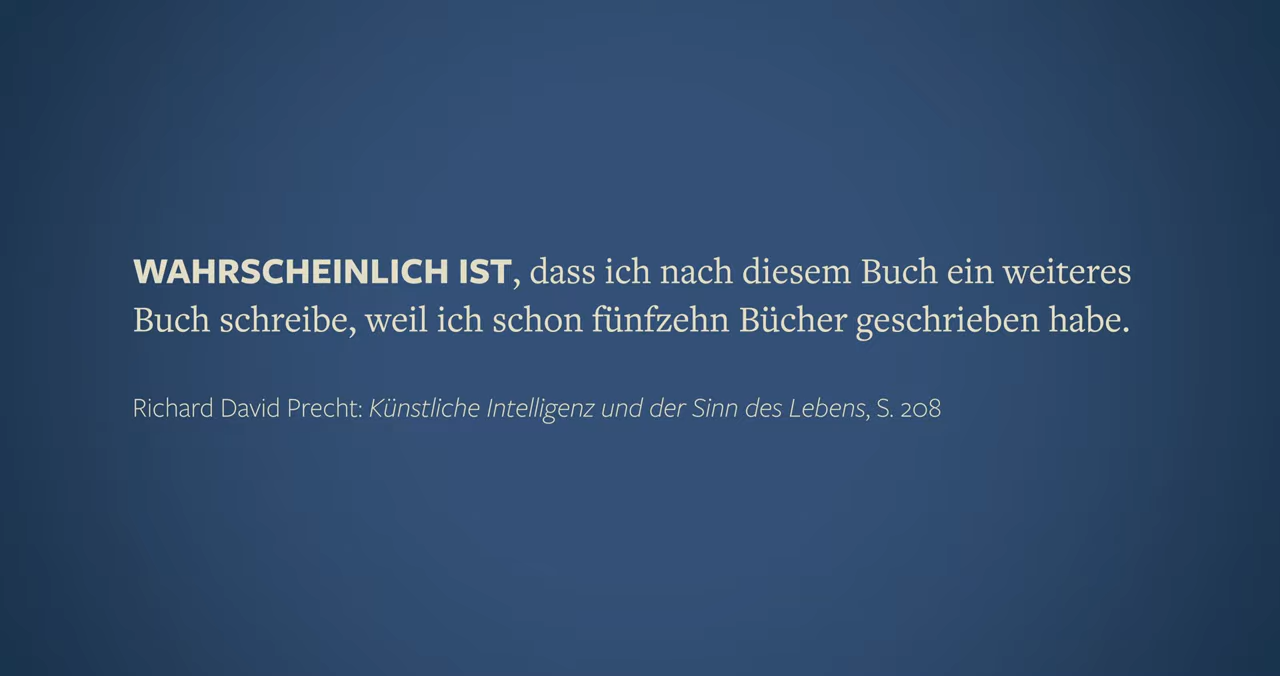 WAHRSCHEINLICH IST, dass ich nach diesem Buch ein weiteres
Buch schreibe, weil ich schon fünfzehn Bücher geschrieben habe.
Richard David Precht: Künstliche Intelligenz und der Sinn des Lebens, S. 208